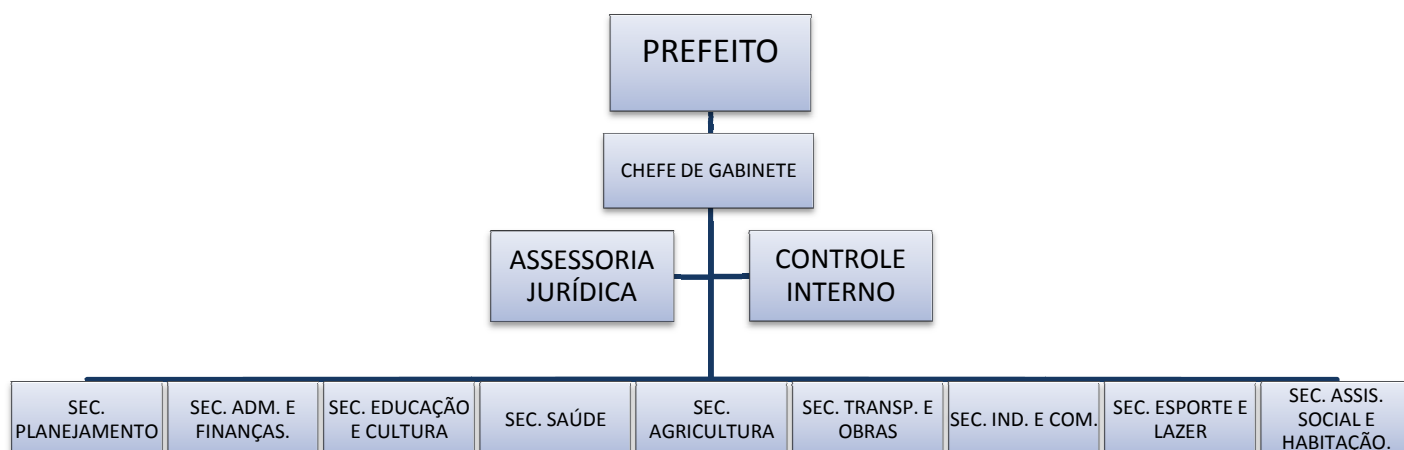 PREFEITO
CHEFE DE GABINETE
ASSESSORIA
JURÍDICA
CONTROLE
INTERNO
SEC.
PLANEJAMENTO
SEC. ADM. E
FINANÇAS.
SEC. EDUCAÇÃO
E CULTURA
SEC. SAÚDE
SEC.
AGRICULTURA
SEC. TRANSP. E
OBRAS
SEC. IND. E COM.
SEC. ESPORTE E
LAZER
SEC. ASSIS.
SOCIAL E
HABITAÇÃO.